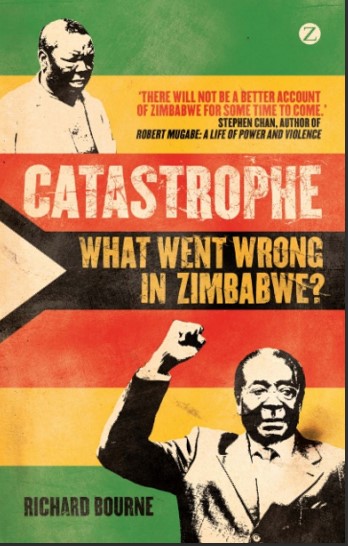 Z
'THERE WILL NOT BE A BETTER ACCOUNT
OF ZIMBABWE FOR SOME TIME TO COME.'
STEPHEN CHAN, AUTHOR OF
ROBERT MUGABE: A LIFE OF POWER AND VIOLENCE
CATASTROPHE
WHAT WENT WRONG
IN ZIMBABWE?
RICHARD BOURNE